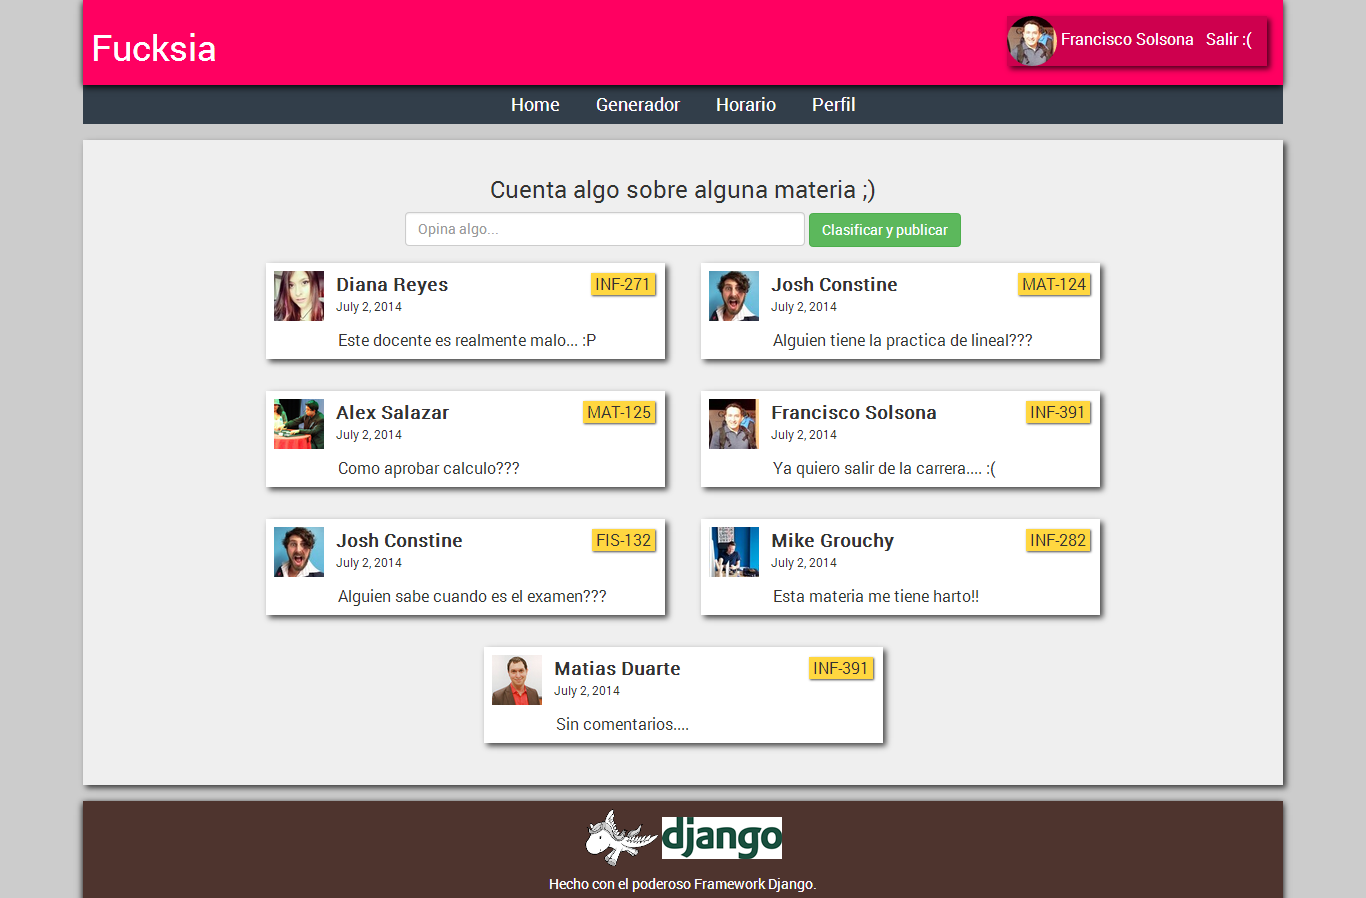 Fucksia
Francisco Solsona Salir :(
Home Generador Horario Perfil
Cuenta algo sobre alguna materia ;)
Opina algo... Clasificar y publicar
Diana Reyes INF-271
July 2, 2014
Este docente es realmente malo... :P
Josh Constine MAT-124
July 2, 2014
Alguien tiene la practica de lineal???
Alex Salazar MAT-125
July 2, 2014
Como aprobar calculo???
Francisco Solsona INF-391
July 2, 2014
Ya quiero salir de la carrera.... :(
Josh Constine FIS-132
July 2, 2014
Alguien sabe cuando es el examen???
Mike Grouchy INF-282
July 2, 2014
Esta materia me tiene harto!!
Matias Duarte INF-391
July 2, 2014
Sin comentarios....
django
Hecho con el poderoso Framework Django.